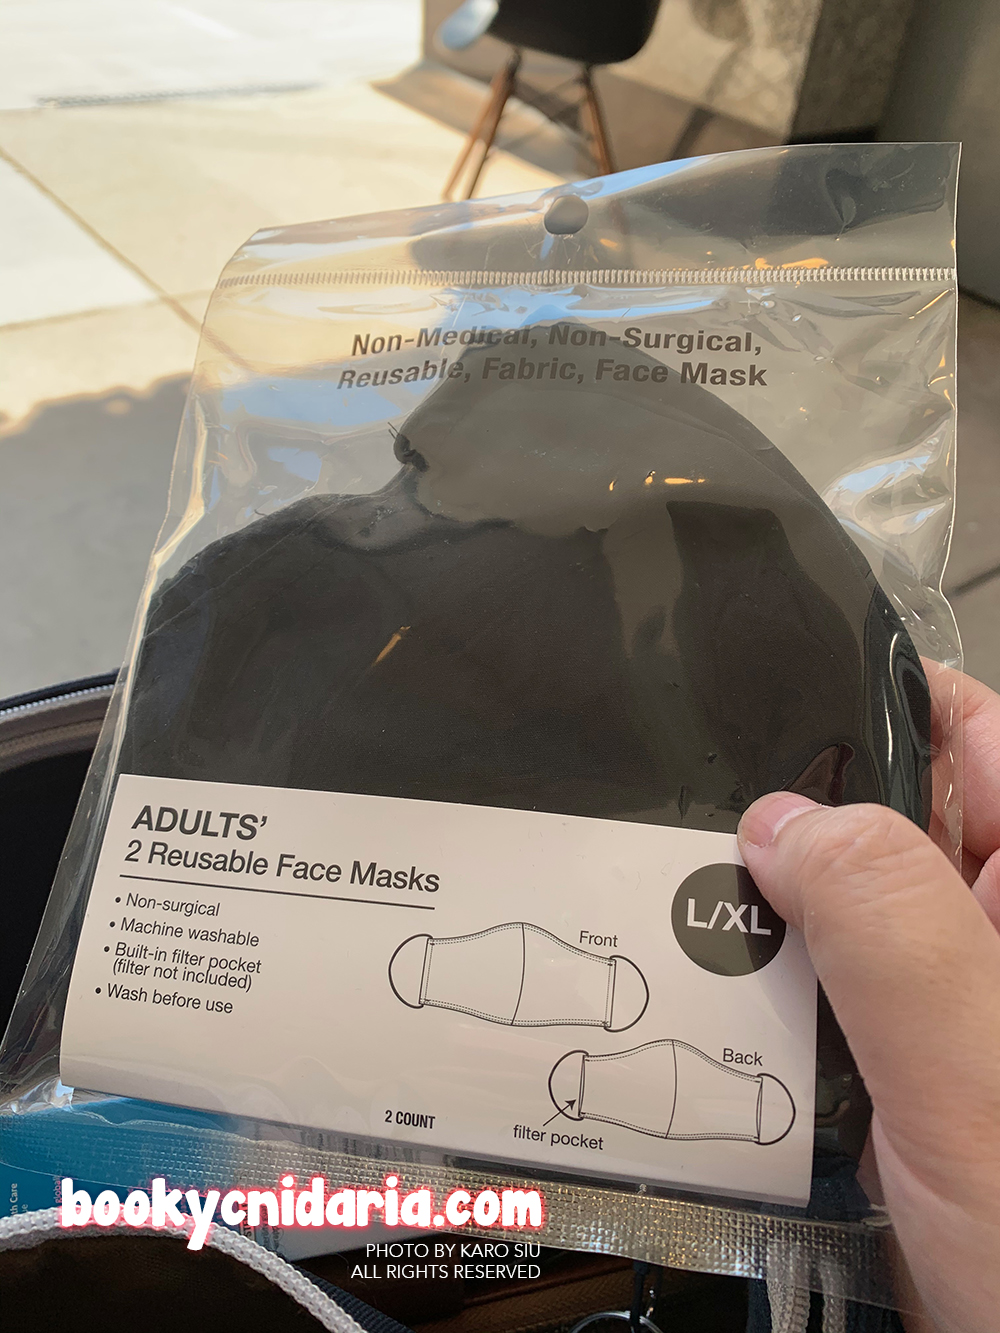 Non-Medical, Non-Surgical,
Reusable, Fabric, Face Mask
ADULTS'
2 Reusable Face Masks
• Non-surgical
• Machine washable
• Built-in filter pocket
(filter not included)
• Wash before use
L/XL
Front
Back
filter pocket
2 COUNT
bookycnidaria.com
PHOTO BY KARO SIU
ALL RIGHTS RESERVED